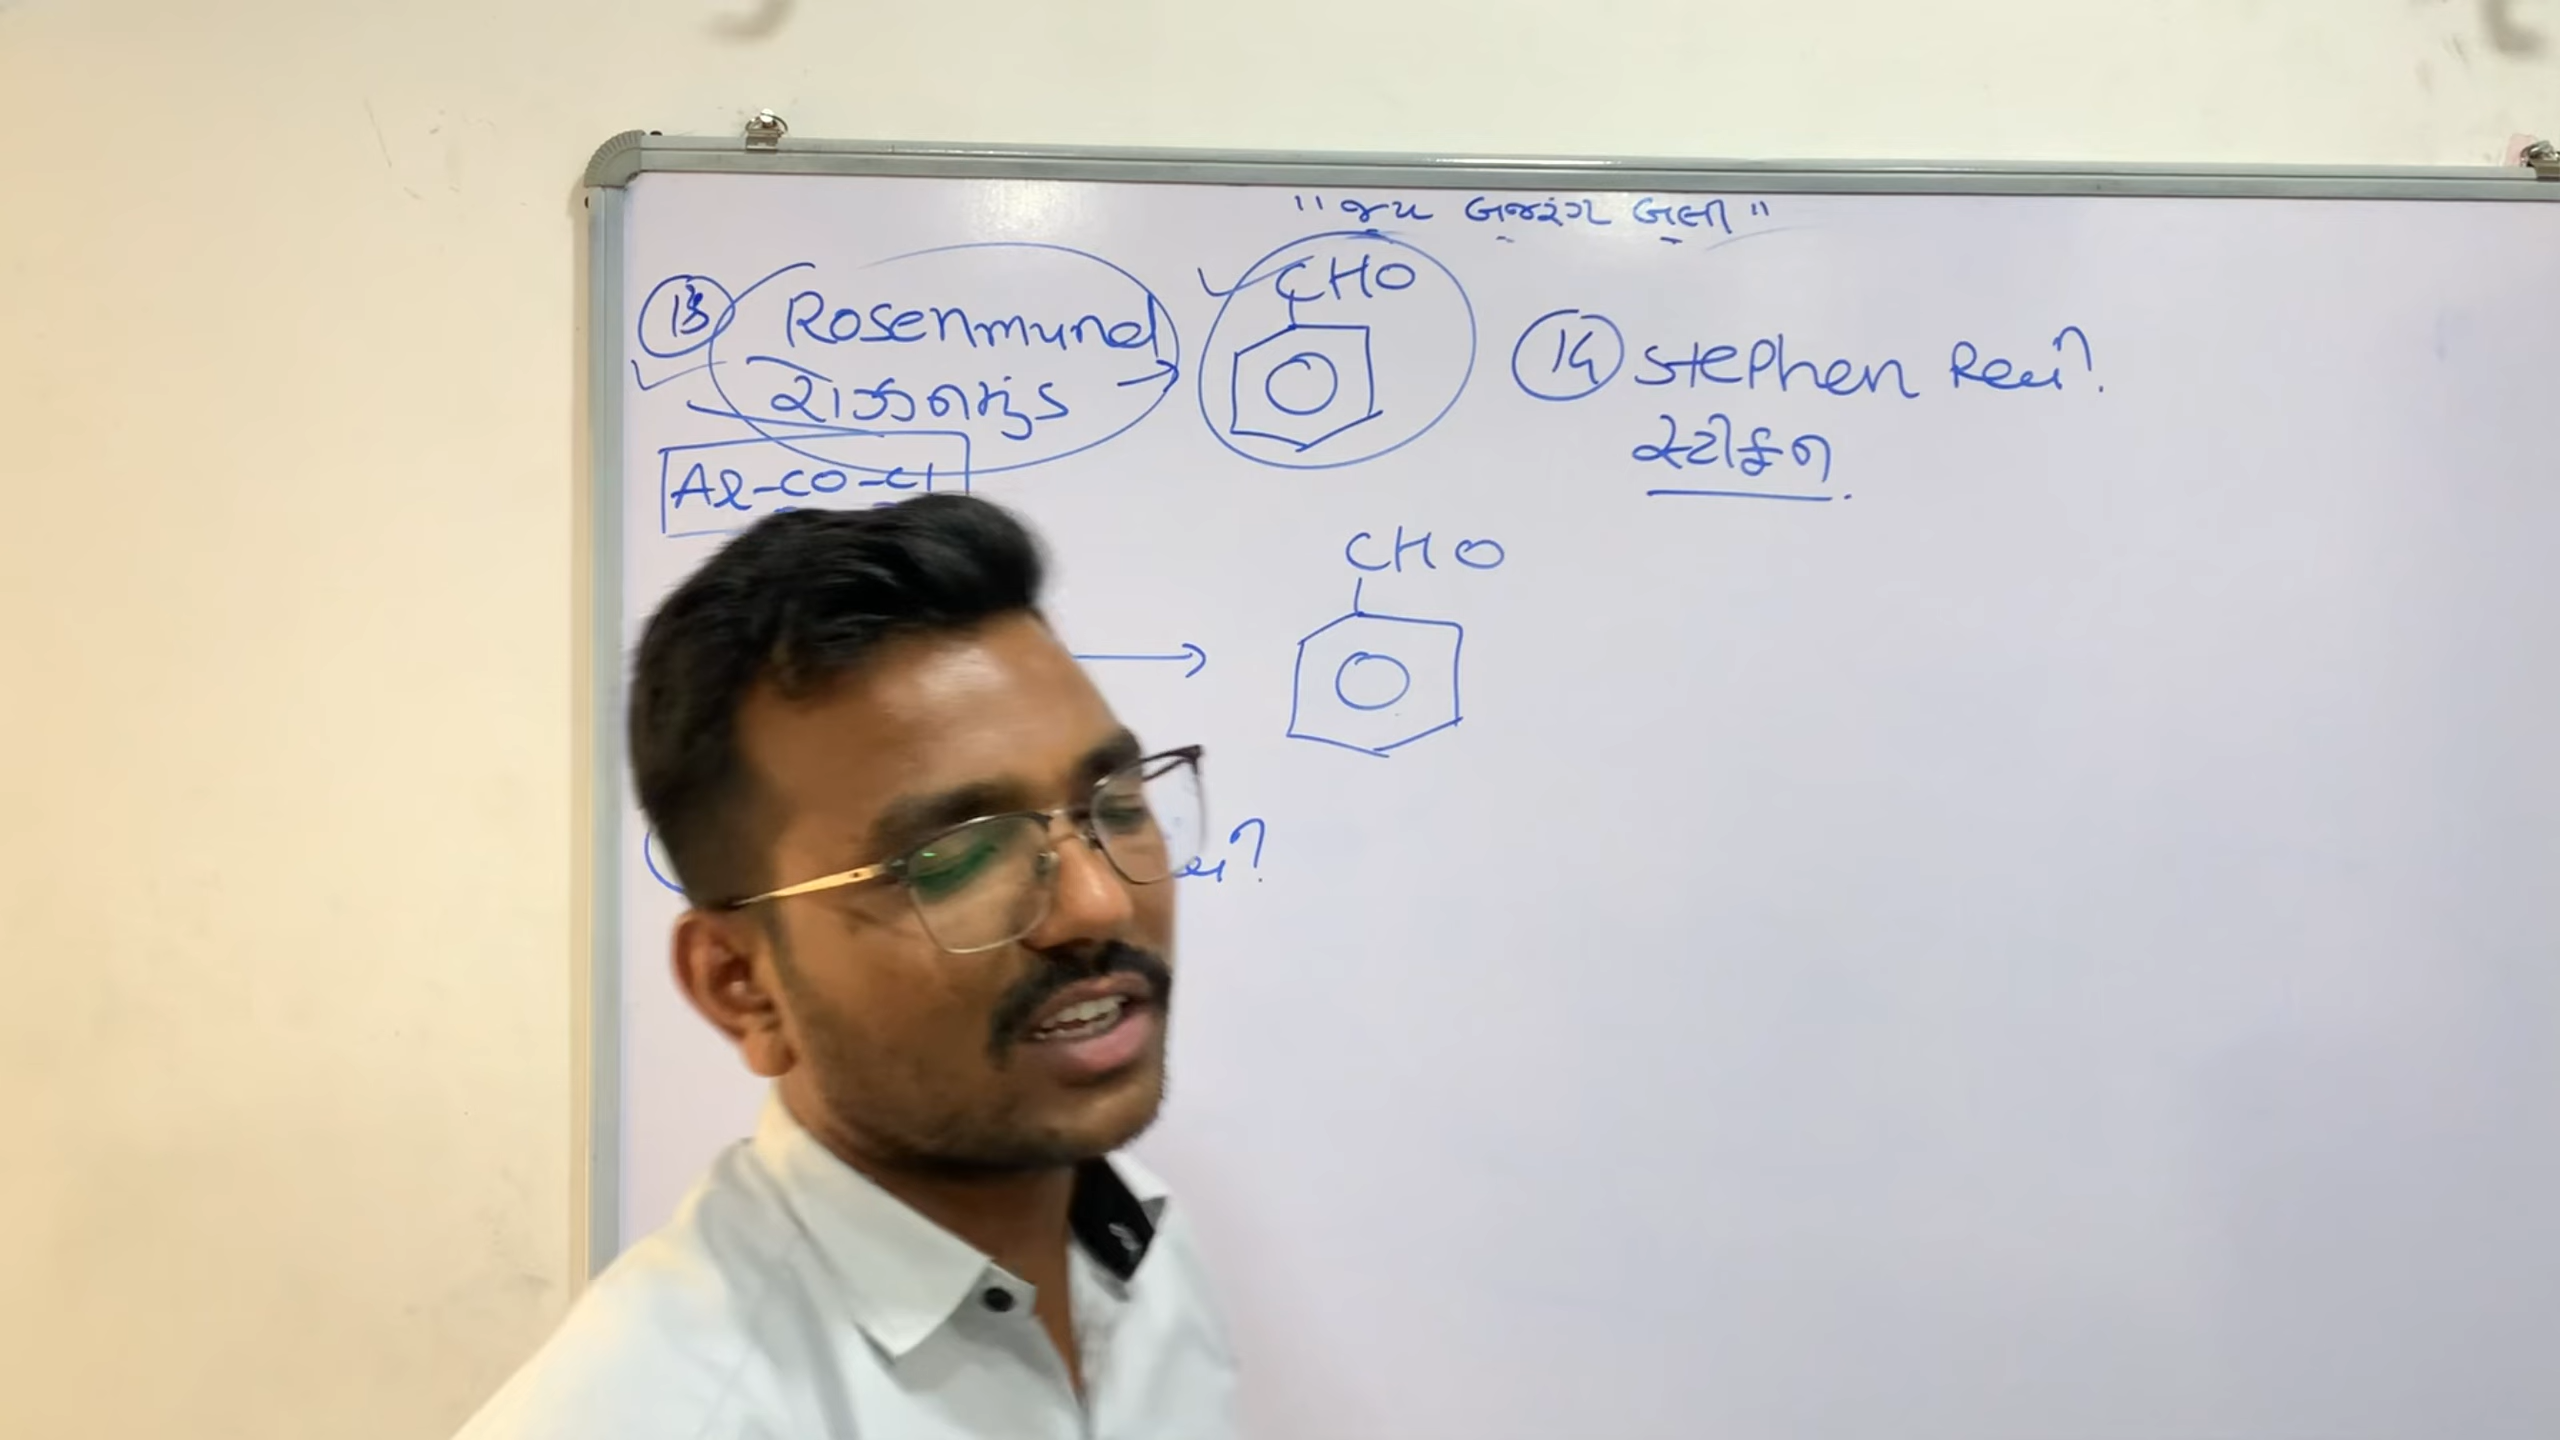 "જય બજરંગ બલી"
13 Rosenmund
રોઝનમુંડ →
CHO
Ar-CO-Cl
14 Stephen Reaⁿ.
સ્ટીફન.
→
CHO